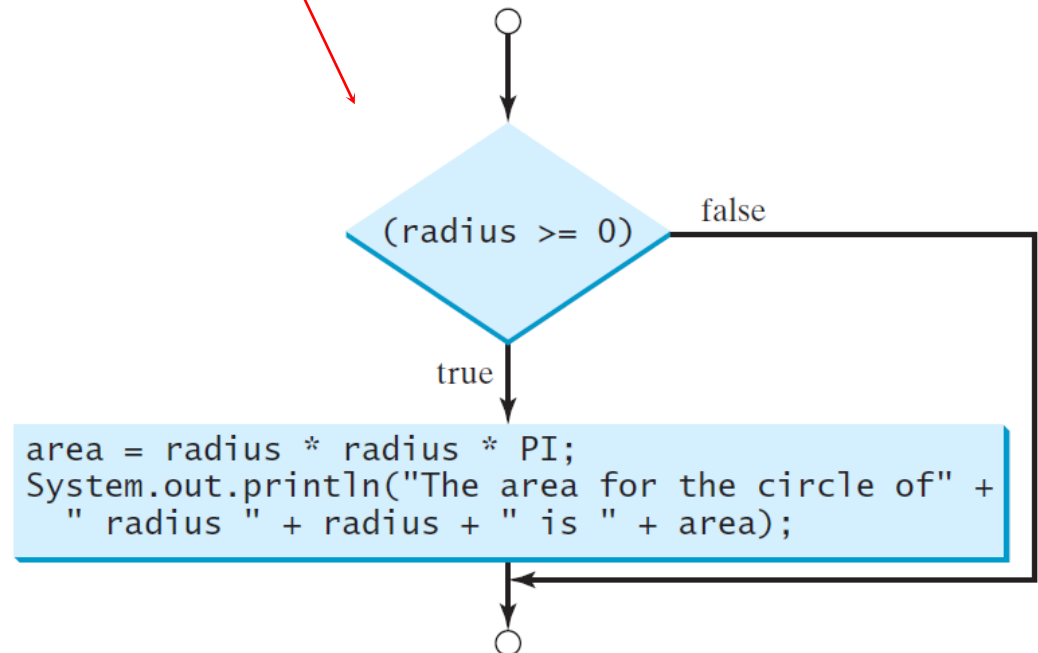 false
(radius >= 0)
true
area = radius * radius * PI;
System.out.println("The area for the circle of" +
" radius " + radius + " is " + area);